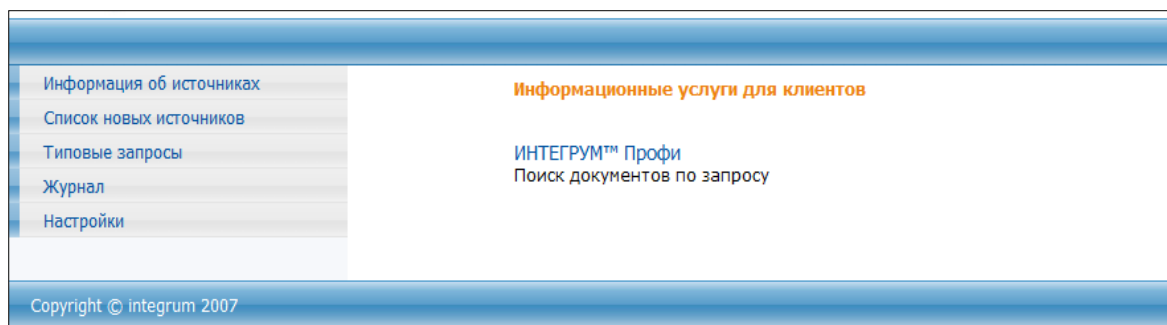 Информация об источниках
Список новых источников
Типовые запросы
Журнал
Настройки
Информационные услуги для клиентов
ИНТЕГРУМ™ Профи
Поиск документов по запросу
Copyright © integrum 2007